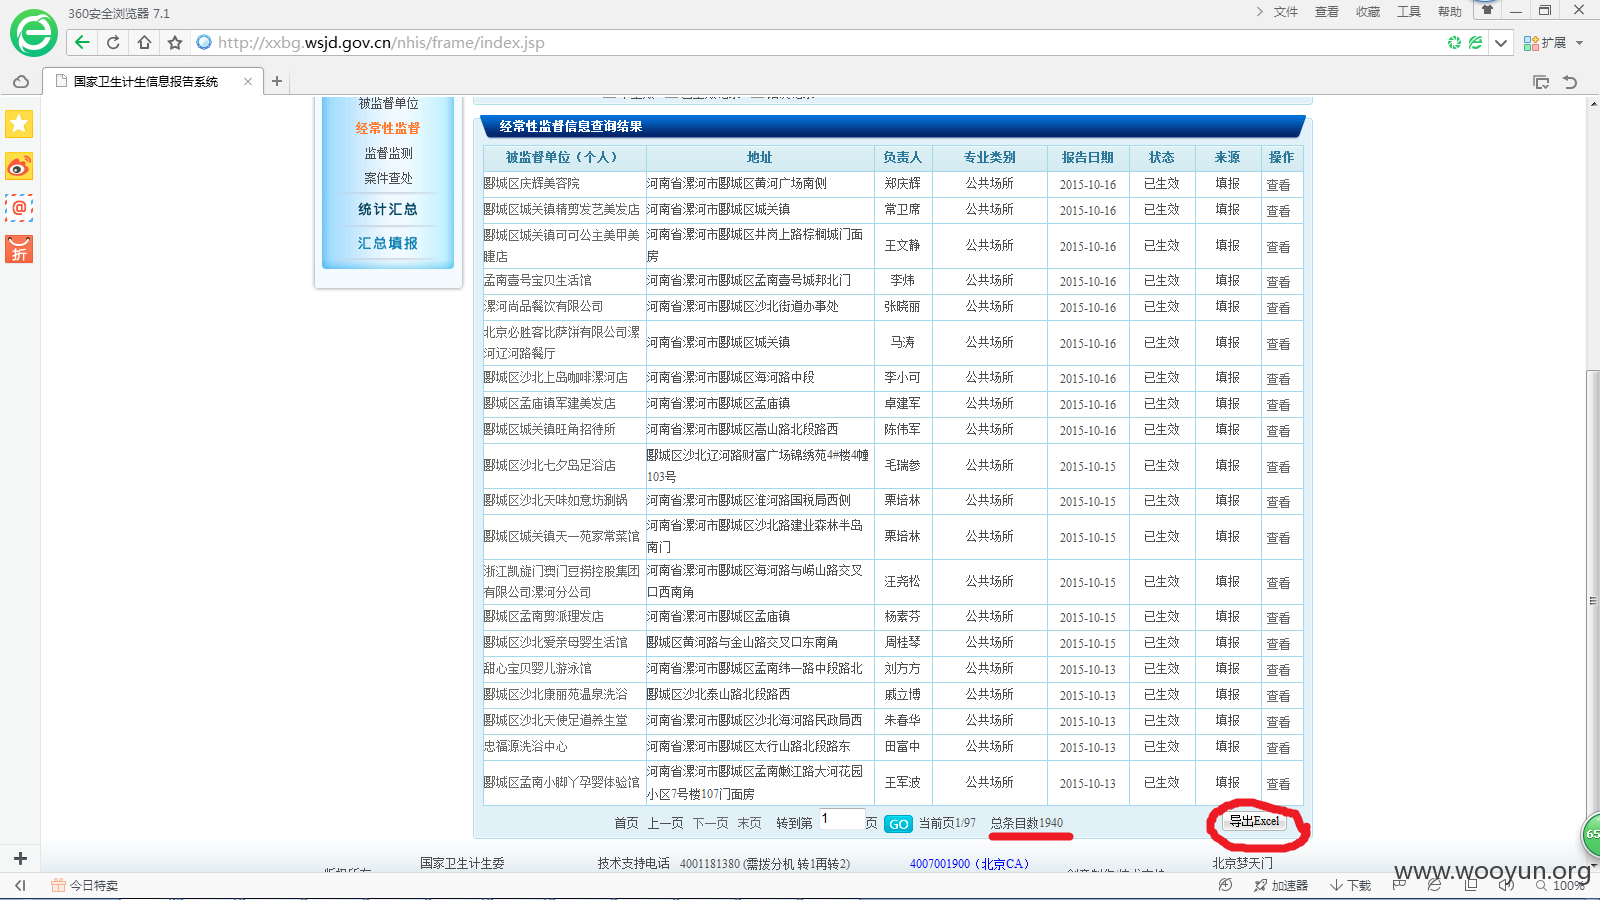 360安全浏览器 7.1
文件 查看 收藏 工具 帮助
http://xxbg.wsjd.gov.cn/nhis/frame/index.jsp
扩展
国家卫生计生信息报告系统
被监督单位
经常性监督
监督监测
案件查处
统计汇总
汇总填报
折
经常性监督信息查询结果
被监督单位（个人） 地址 负责人 专业类别 报告日期 状态 来源 操作
郾城区庆辉美容院 河南省漯河市郾城区黄河广场南侧 郑庆辉 公共场所 2015-10-16 已生效 填报 查看
郾城区城关镇精剪发艺美发店 河南省漯河市郾城区城关镇 常卫席 公共场所 2015-10-16 已生效 填报 查看
郾城区城关镇可可公主美甲美睫店 河南省漯河市郾城区井岗上路棕榈城门面房 王文静 公共场所 2015-10-16 已生效 填报 查看
孟南壹号宝贝生活馆 河南省漯河市郾城区孟南壹号城邦北门 李炜 公共场所 2015-10-16 已生效 填报 查看
漯河尚品餐饮有限公司 河南省漯河市郾城区沙北街道办事处 张晓丽 公共场所 2015-10-16 已生效 填报 查看
北京必胜客比萨饼有限公司漯河辽河路餐厅 河南省漯河市郾城区城关镇 马涛 公共场所 2015-10-16 已生效 填报 查看
郾城区沙北上岛咖啡漯河店 河南省漯河市郾城区海河路中段 李小可 公共场所 2015-10-16 已生效 填报 查看
郾城区孟庙镇军建美发店 河南省漯河市郾城区孟庙镇 卓建军 公共场所 2015-10-16 已生效 填报 查看
郾城区城关镇旺角招待所 河南省漯河市郾城区嵩山路北段路西 陈伟军 公共场所 2015-10-16 已生效 填报 查看
郾城区沙北七夕岛足浴店 郾城区沙北辽河路财富广场锦绣苑4#楼4幢103号 毛瑞参 公共场所 2015-10-15 已生效 填报 查看
郾城区沙北天味如意坊涮锅 河南省漯河市郾城区淮河路国税局西侧 栗培林 公共场所 2015-10-15 已生效 填报 查看
郾城区城关镇天一苑家常菜馆 河南省漯河市郾城区沙北路建业森林半岛南门 栗培林 公共场所 2015-10-15 已生效 填报 查看
浙江凯旋门澳门豆捞控股集团有限公司漯河分公司 河南省漯河市郾城区海河路与崂山路交叉口西南角 汪尧松 公共场所 2015-10-15 已生效 填报 查看
郾城区孟南剪派理发店 河南省漯河市郾城区孟庙镇 杨素芬 公共场所 2015-10-15 已生效 填报 查看
郾城区沙北爱亲母婴生活馆 郾城区黄河路与金山路交叉口东南角 周桂琴 公共场所 2015-10-15 已生效 填报 查看
甜心宝贝婴儿游泳馆 河南省漯河市郾城区孟南纬一路中段路北 刘方方 公共场所 2015-10-13 已生效 填报 查看
郾城区沙北康丽苑温泉洗浴 郾城区沙北泰山路北段路西 戚立博 公共场所 2015-10-13 已生效 填报 查看
郾城区沙北天使足道养生堂 河南省漯河市郾城区沙北海河路民政局西 朱春华 公共场所 2015-10-13 已生效 填报 查看
忠福源洗浴中心 河南省漯河市郾城区太行山路北段路东 田富中 公共场所 2015-10-13 已生效 填报 查看
郾城区孟南小脚丫孕婴体验馆 河南省漯河市郾城区孟南嫩江路大河花园小区7号楼107门面房 王军波 公共场所 2015-10-13 已生效 填报 查看
首页 上一页 下一页 末页 转到第 1 页 GO 当前页1/97 总条目数1940 导出Excel
国家卫生计生委 技术支持电话 4001181380 (需拨分机 转1再转2) 4007001900（北京CA） 北京梦天门
65
www.wooyun.org
今日特卖 加速器 下载 100%